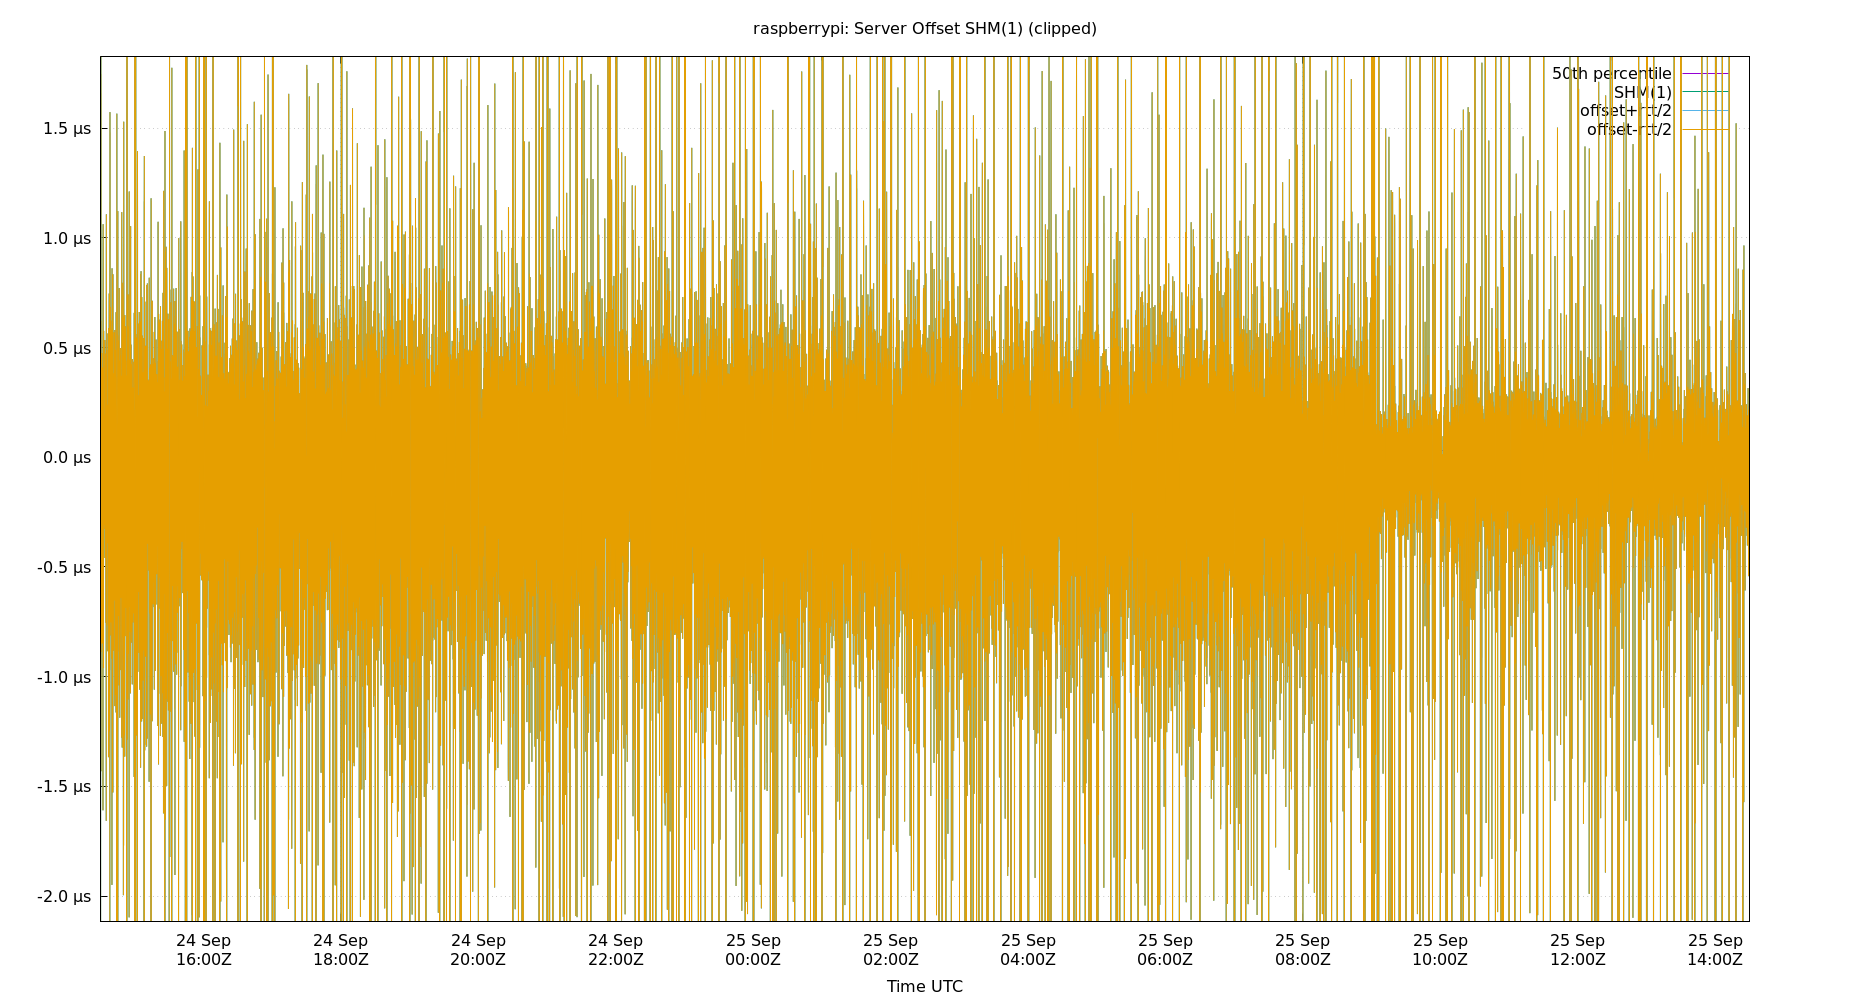 raspberrypi: Server Offset SHM(1) (clipped)
50th percentile
SHM(1)
offset+rtt/2
offset-rtt/2
1.5 µs
1.0 µs
0.5 µs
0.0 µs
-0.5 µs
-1.0 µs
-1.5 µs
-2.0 µs
24 Sep 24 Sep 24 Sep 24 Sep 25 Sep 25 Sep 25 Sep 25 Sep 25 Sep 25 Sep 25 Sep 25 Sep
16:00Z 18:00Z 20:00Z 22:00Z 00:00Z 02:00Z 04:00Z 06:00Z 08:00Z 10:00Z 12:00Z 14:00Z
Time UTC